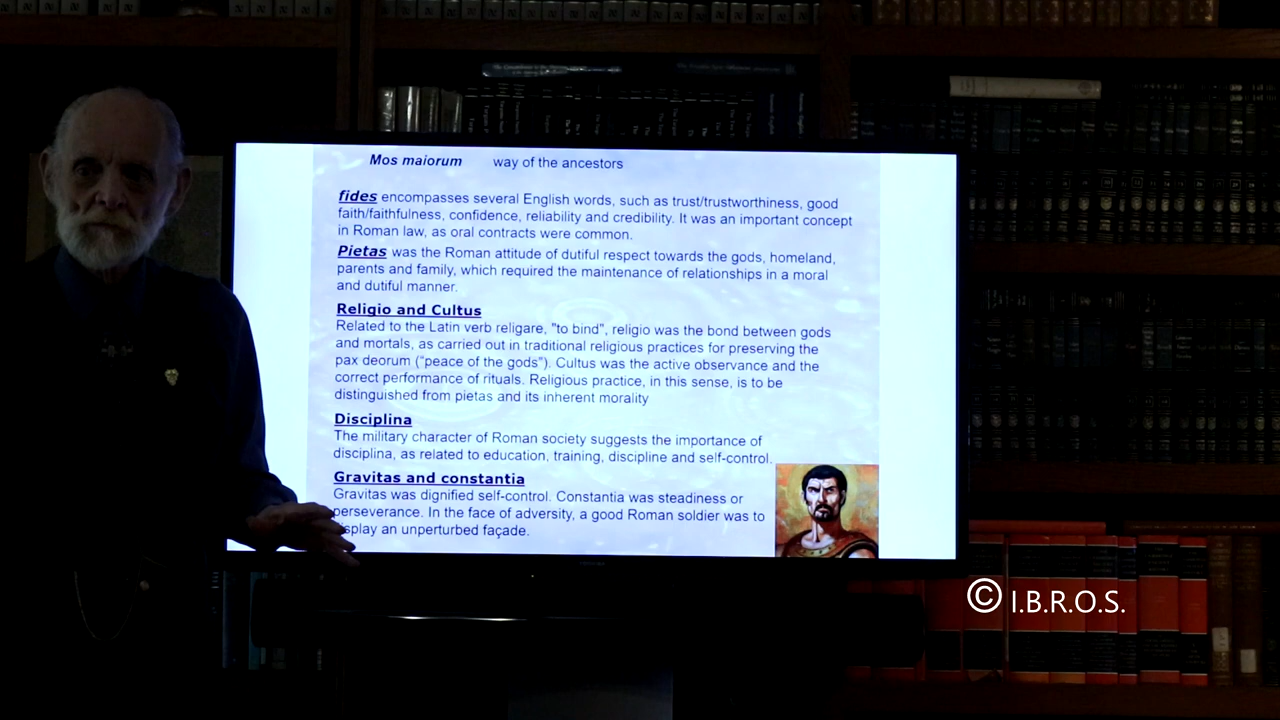 Mos maiorum way of the ancestors
fides encompasses several English words, such as trust/trustworthiness, good
faith/faithfulness, confidence, reliability and credibility. It was an important concept
in Roman law, as oral contracts were common.
Pietas was the Roman attitude of dutiful respect towards the gods, homeland,
parents and family, which required the maintenance of relationships in a moral
and dutiful manner.
Religio and Cultus
Related to the Latin verb religare, "to bind", religio was the bond between gods
and mortals, as carried out in traditional religious practices for preserving the
pax deorum ("peace of the gods"). Cultus was the active observance and the
correct performance of rituals. Religious practice, in this sense, is to be
distinguished from pietas and its inherent morality
Disciplina
The military character of Roman society suggests the importance of
disciplina, as related to education, training, discipline and self-control.
Gravitas and constantia
Gravitas was dignified self-control. Constantia was steadiness or
perseverance. In the face of adversity, a good Roman soldier was to
splay an unperturbed façade.
© I.B.R.O.S.